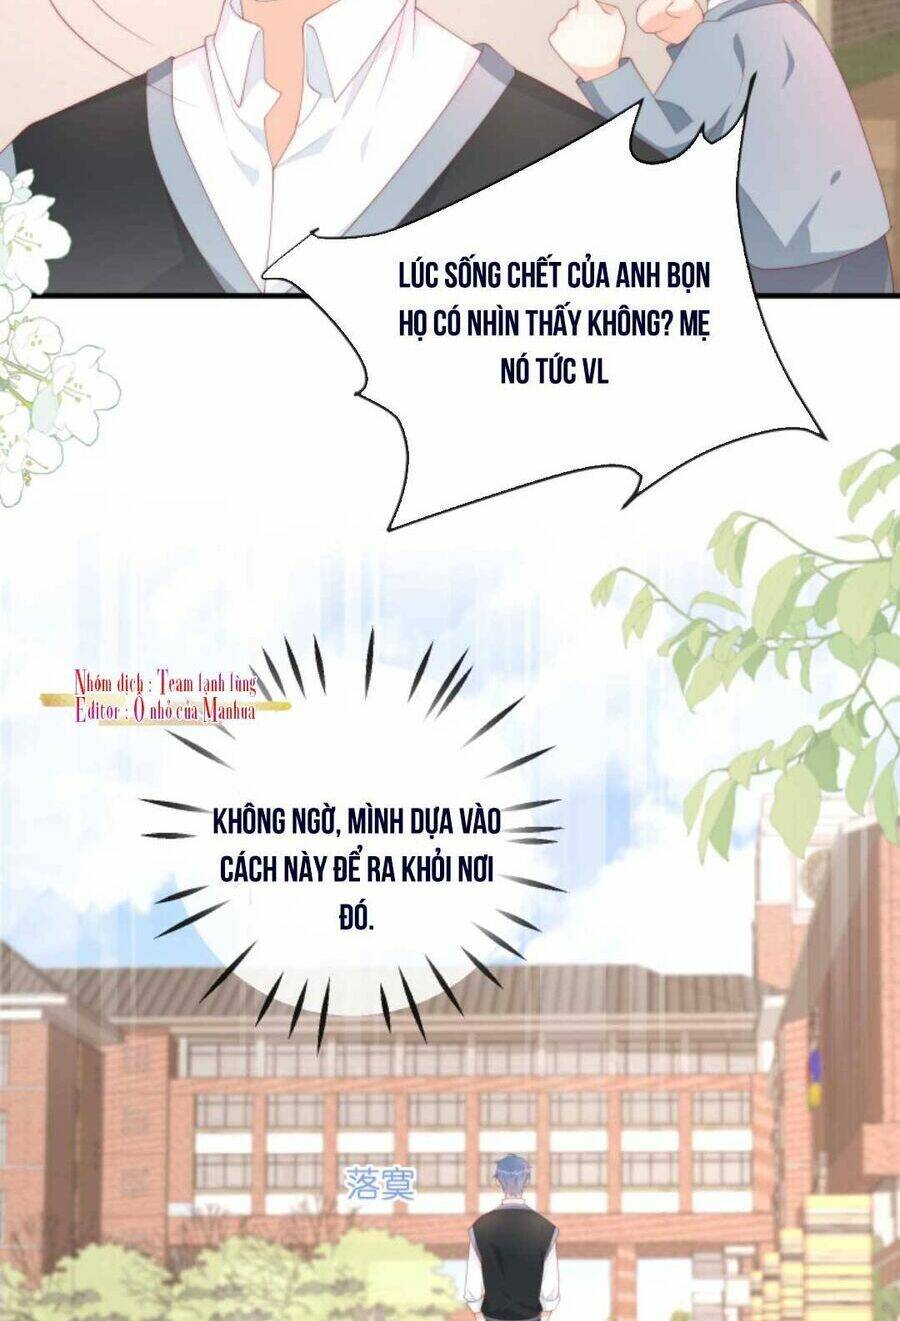 LÚC SỐNG CHẾT CỦA ANH BỌN
HỌ CÓ NHÌN THẤY KHÔNG? MẸ
NÓ TỨC VL
Nhóm dịch : Team lạnh lùng
Editor : Ô nhỏ của Manhua
KHÔNG NGỜ, MÌNH DỰA VÀO
CÁCH NÀY ĐỂ RA KHỎI NƠI
ĐÓ.
落寞